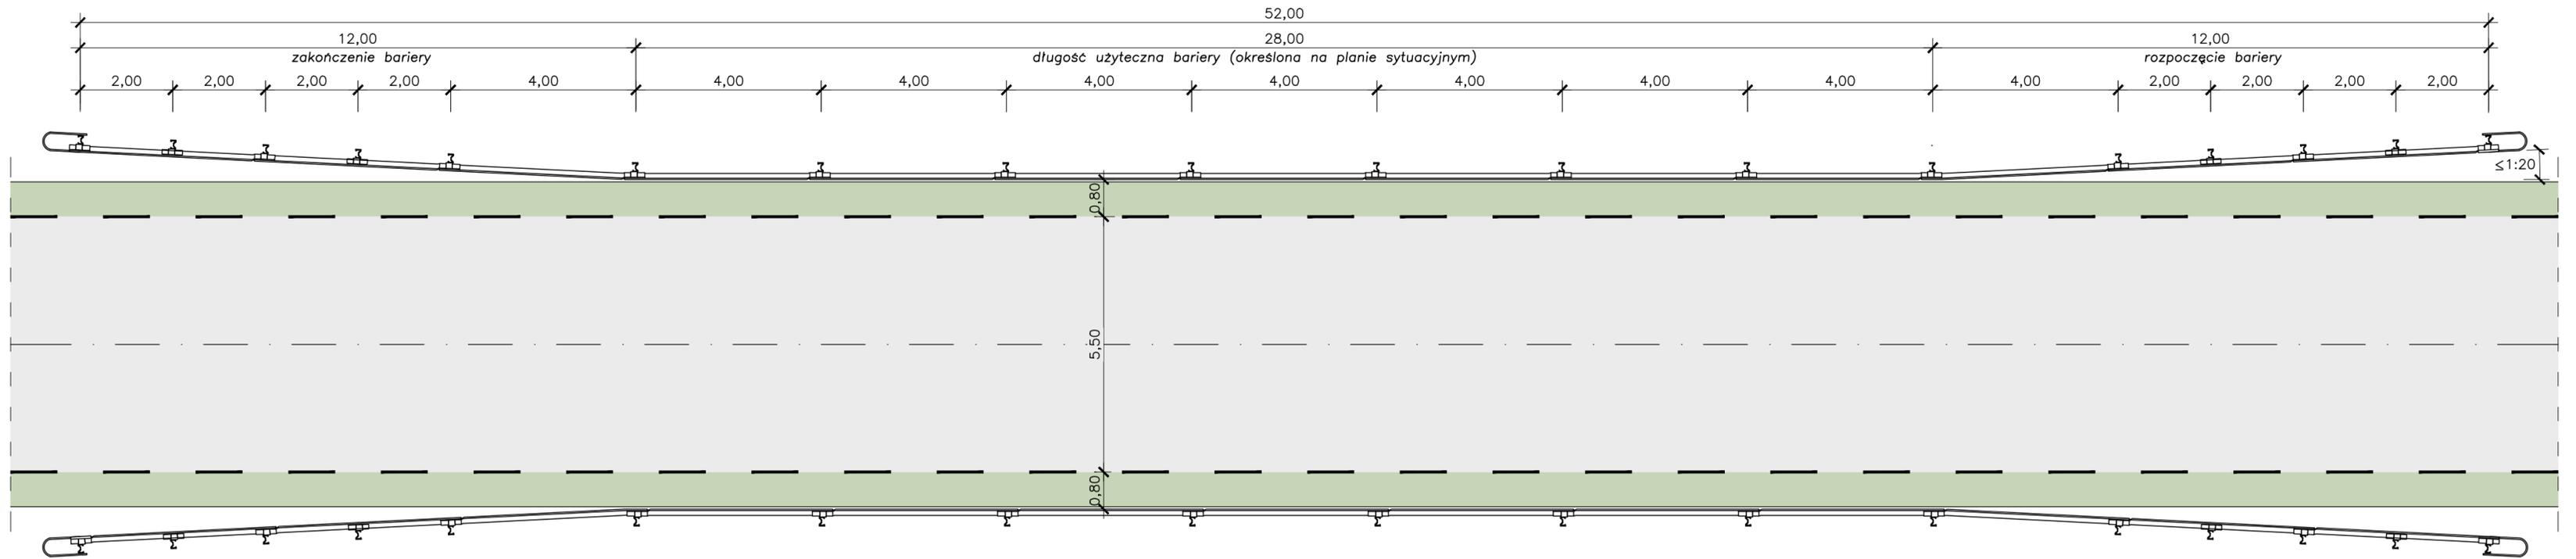 52,00
12,00 28,00 12,00
zakończenie bariery długość użyteczna bariery (określona na planie sytuacyjnym) rozpoczęcie bariery
2,00 2,00 2,00 2,00 4,00 4,00 4,00 4,00 4,00 4,00 4,00 4,00 4,00 2,00 2,00 2,00 2,00
≤1:20
0,80
5,50
0,80